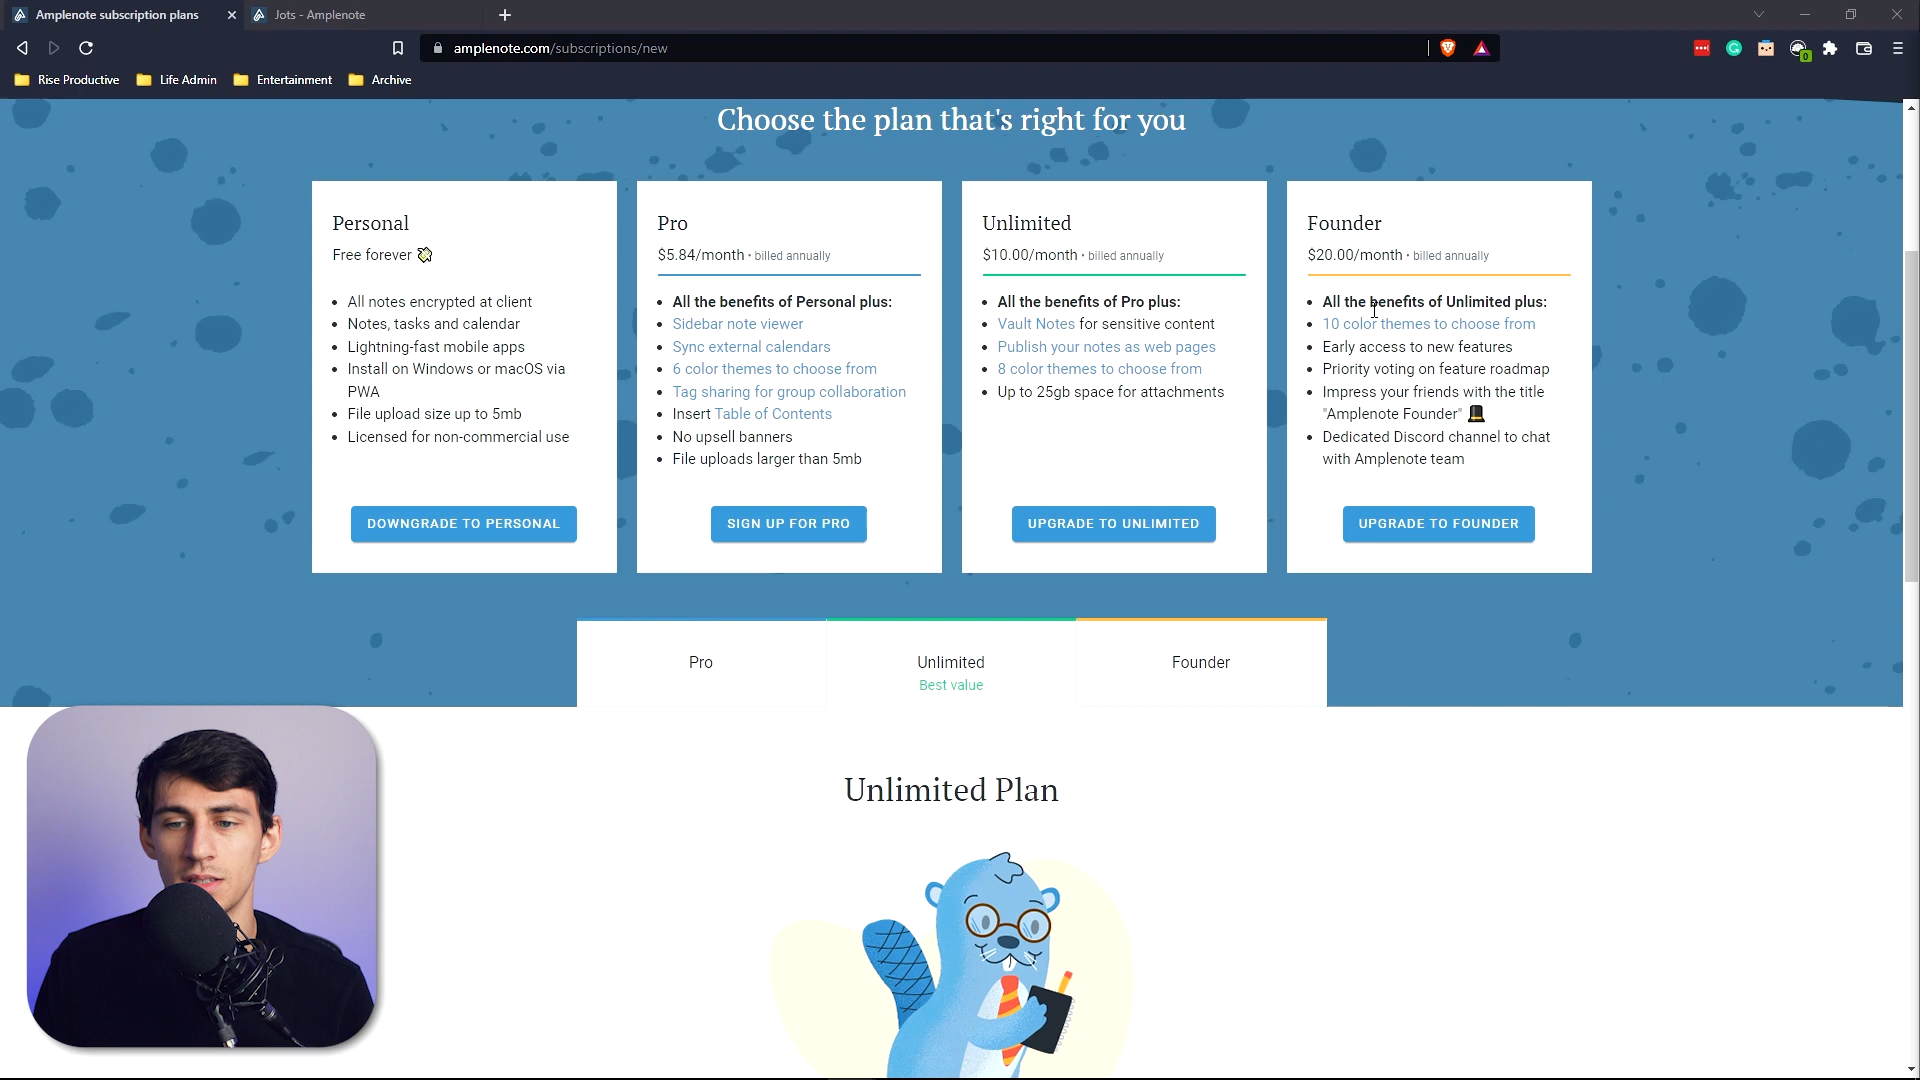 Amplenote subscription plans
Jots - Amplenote
amplenote.com/subscriptions/new
Rise Productive
Life Admin
Entertainment
Archive
Choose the plan that's right for you
Personal
Free forever
All notes encrypted at client
Notes, tasks and calendar
Lightning-fast mobile apps
Install on Windows or macOS via
PWA
File upload size up to 5mb
Licensed for non-commercial use
DOWNGRADE TO PERSONAL
Pro
$5.84/month • billed annually
All the benefits of Personal plus:
Sidebar note viewer
Sync external calendars
6 color themes to choose from
Tag sharing for group collaboration
Insert Table of Contents
No upsell banners
File uploads larger than 5mb
SIGN UP FOR PRO
Unlimited
$10.00/month • billed annually
All the benefits of Pro plus:
Vault Notes for sensitive content
Publish your notes as web pages
8 color themes to choose from
Up to 25gb space for attachments
UPGRADE TO UNLIMITED
Founder
$20.00/month • billed annually
All the benefits of Unlimited plus:
10 color themes to choose from
Early access to new features
Priority voting on feature roadmap
Impress your friends with the title
"Amplenote Founder"
Dedicated Discord channel to chat
with Amplenote team
UPGRADE TO FOUNDER
Pro
Unlimited
Best value
Founder
Unlimited Plan
0